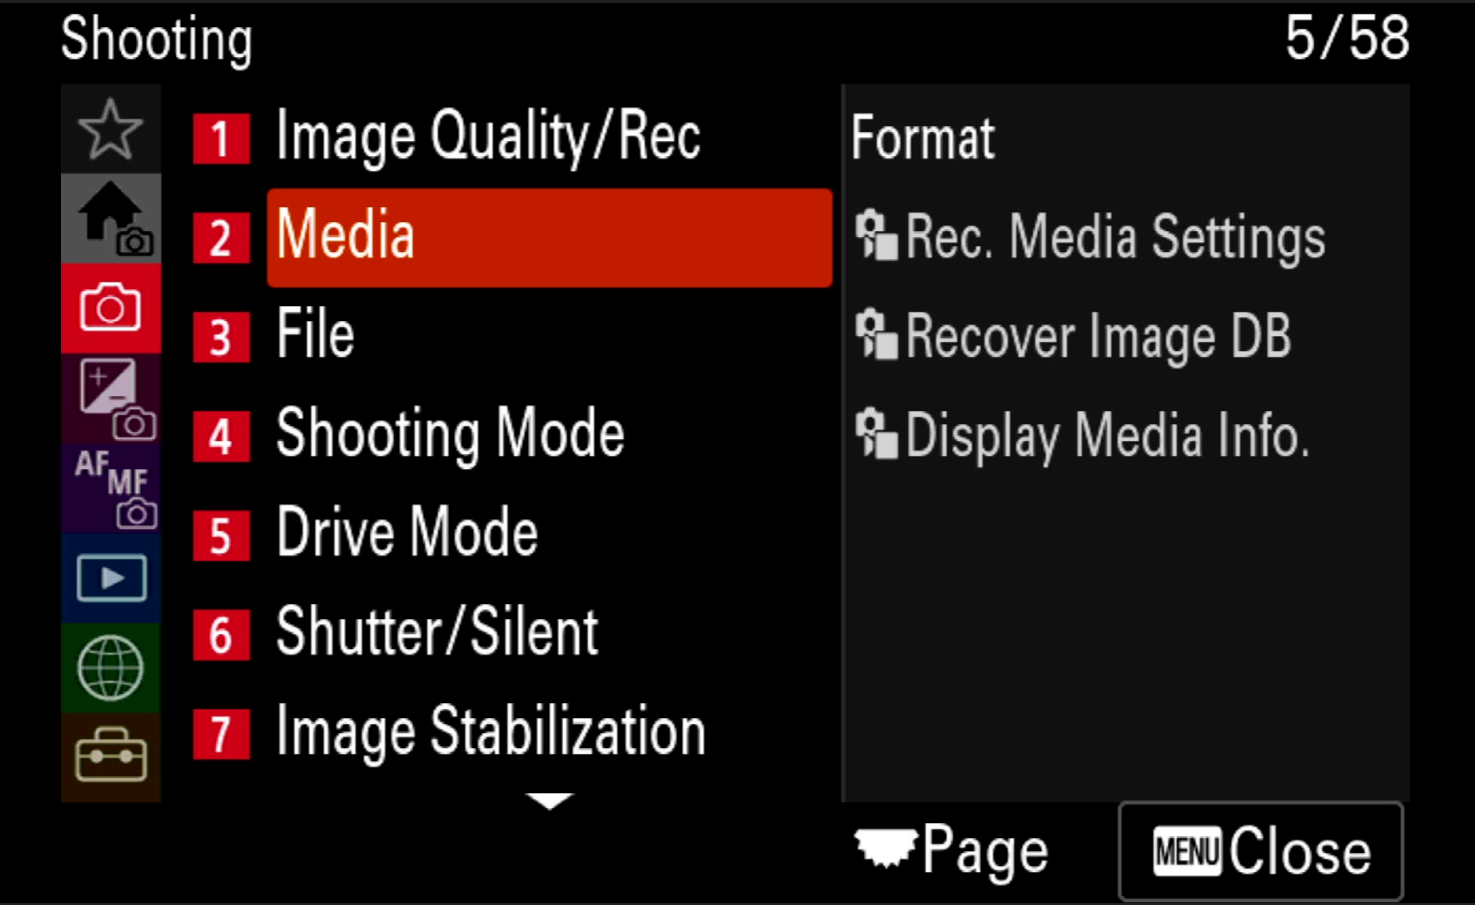 Shooting 5/58
1 Image Quality/Rec
2 Media
3 File
4 Shooting Mode
5 Drive Mode
6 Shutter/Silent
7 Image Stabilization
AF MF
Format
Rec. Media Settings
Recover Image DB
Display Media Info.
Page
MENU Close